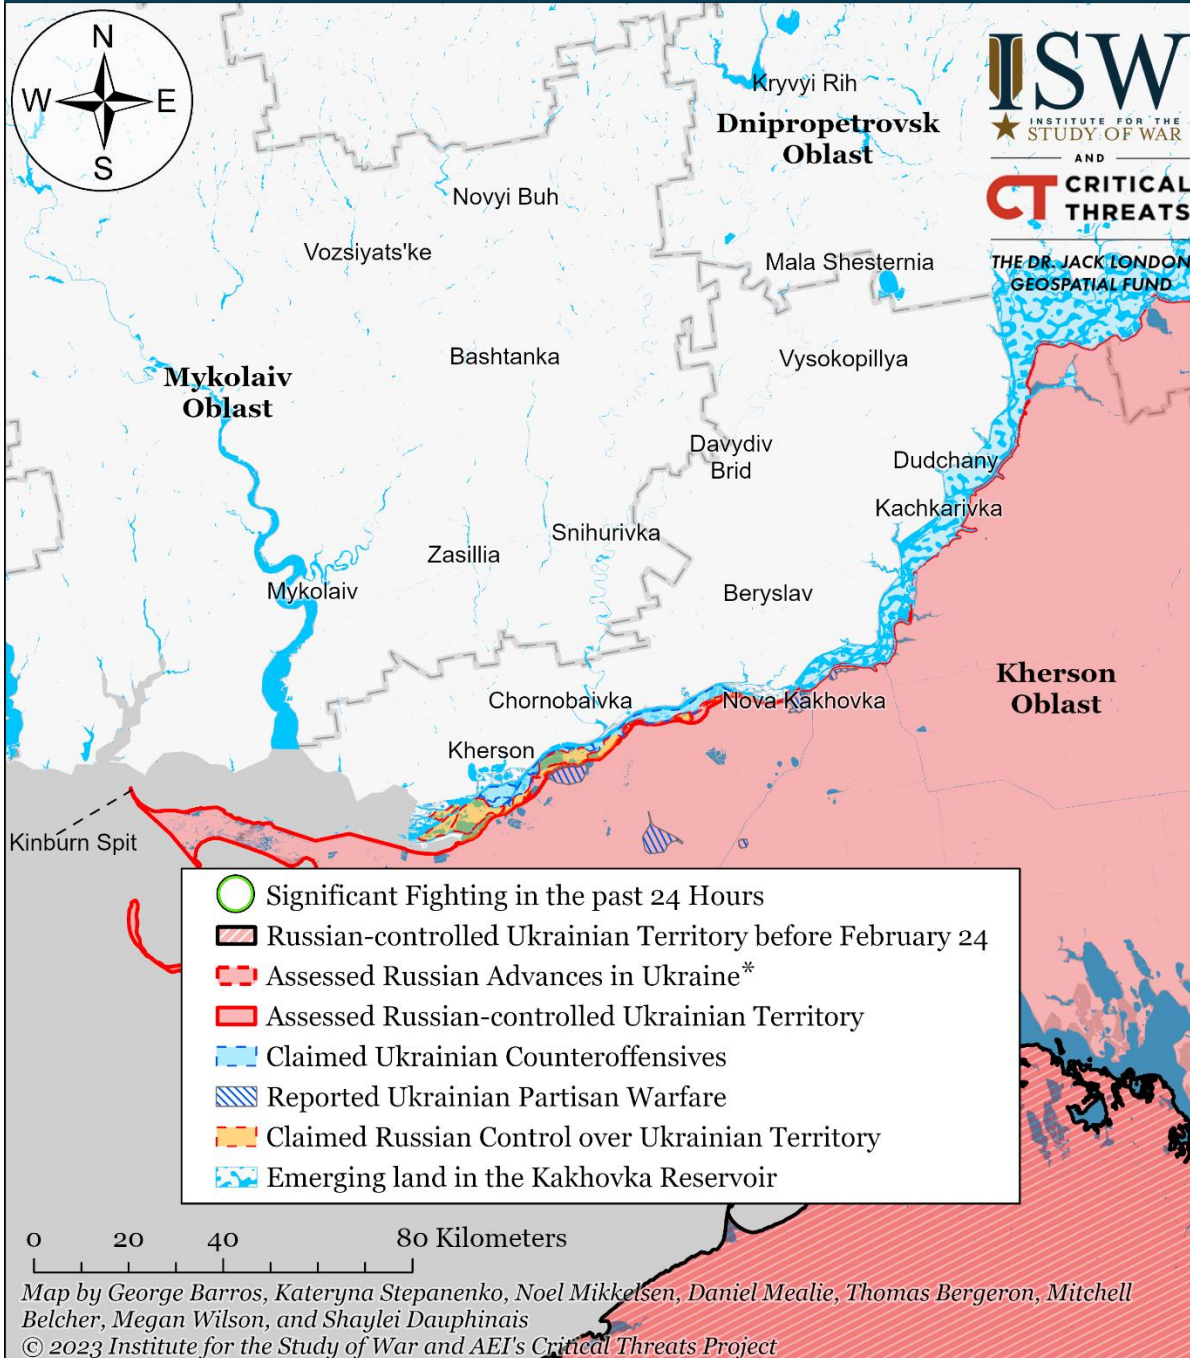 N
W E
S
Kryvyi Rih
Dnipropetrovsk
Oblast
ISW
INSTITUTE FOR THE
STUDY OF WAR
AND
CT CRITICAL
THREATS
THE DR. JACK LONDON
GEOSPATIAL FUND
Novyi Buh
Vozsiyats'ke
Mala Shesternia
Bashtanka
Vysokopillya
Mykolaiv
Oblast
Davydiv
Brid
Dudchany
Kachkarivka
Snihurivka
Zasillia
Mykolaiv
Beryslav
Kherson
Oblast
Chornobaivka
Nova Kakhovka
Kherson
Kinburn Spit
Significant Fighting in the past 24 Hours
Russian-controlled Ukrainian Territory before February 24
Assessed Russian Advances in Ukraine*
Assessed Russian-controlled Ukrainian Territory
Claimed Ukrainian Counteroffensives
Reported Ukrainian Partisan Warfare
Claimed Russian Control over Ukrainian Territory
Emerging land in the Kakhovka Reservoir
0 20 40 80 Kilometers
Map by George Barros, Kateryna Stepanenko, Noel Mikkelsen, Daniel Mealie, Thomas Bergeron, Mitchell
Belcher, Megan Wilson, and Shaylei Dauphinais
© 2023 Institute for the Study of War and AEI's Critical Threats Project